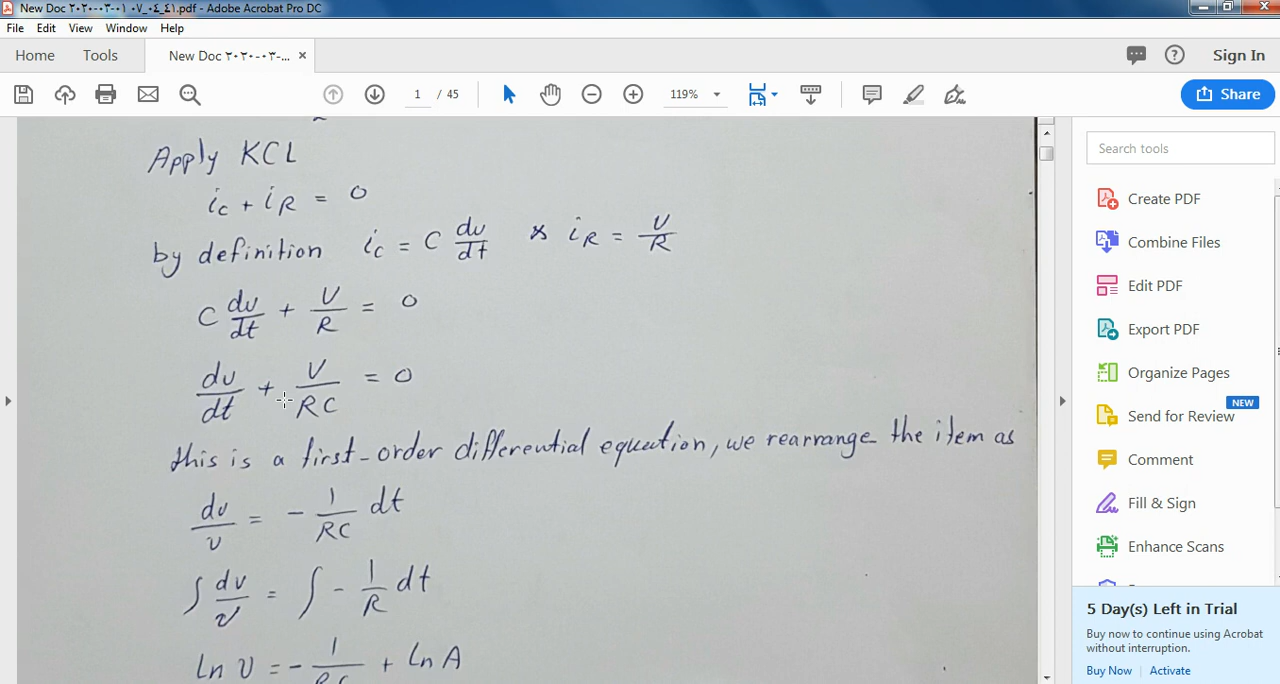 New Doc ٢٠٢٠-٠٣-٠١ ٠٧_٠٤_٤١.pdf - Adobe Acrobat Pro DC
File Edit View Window Help
Home Tools New Doc ٢٠٢٠-٠٣-... × ? Sign In
1 / 45 119% Share
Apply KCL
ic + iR = 0
by definition ic = C dv/dt & iR = V/R
C dv/dt + V/R = 0
dv/dt + V/RC = 0
this is a first-order differential equation, we rearrange the item as
dv/v = - 1/RC dt
∫ dv/v = ∫ - 1/R dt
Ln v = - 1/RC + Ln A
Search tools
Create PDF
Combine Files
Edit PDF
Export PDF
Organize Pages
NEW
Send for Review
Comment
Fill & Sign
Enhance Scans
5 Day(s) Left in Trial
Buy now to continue using Acrobat
without interruption.
Buy Now | Activate